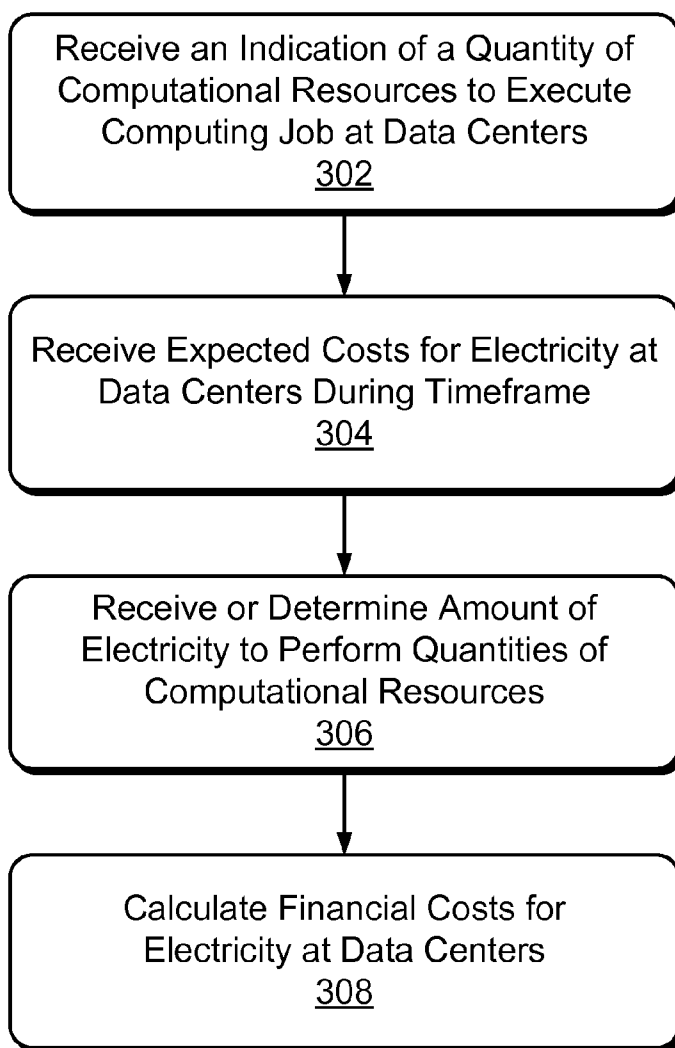 Receive an Indication of a Quantity of
Computational Resources to Execute
Computing Job at Data Centers
302
Receive Expected Costs for Electricity at
Data Centers During Timeframe
304
Receive or Determine Amount of
Electricity to Perform Quantities of
Computational Resources
306
Calculate Financial Costs for
Electricity at Data Centers
308